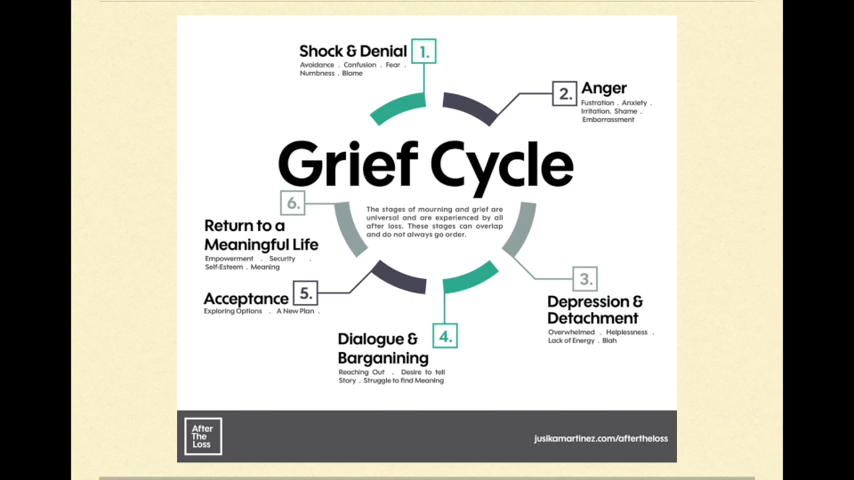 Shock & Denial 1.
Avoidance . Confusion . Fear .
Numbness . Blame
2. Anger
Fustration . Anxiety .
Irritation. Shame .
Embarrassment
Grief Cycle
The stages of mourning and grief are
universal and are experienced by all
after loss. These stages can overlap
and do not always go order.
3.
Depression &
Detachment
Overwhelmed . Helplessness .
Lack of Energy . Blah
4.
Dialogue &
Barganining
Reaching Out . Desire to tell
Story . Struggle to find Meaning
Acceptance 5.
Exploring Options . A New Plan .
6.
Return to a
Meaningful Life
Empowerment . Security .
Self-Esteem . Meaning
After
The
Loss
jusikamartinez.com/aftertheloss